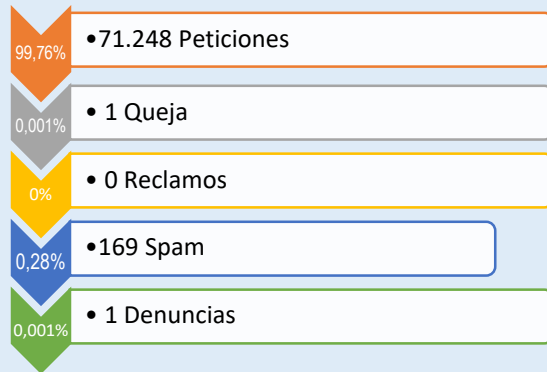 99,76%
•71.248 Peticiones
0,001%
• 1 Queja
0%
• 0 Reclamos
0,28%
•169 Spam
0,001%
• 1 Denuncias